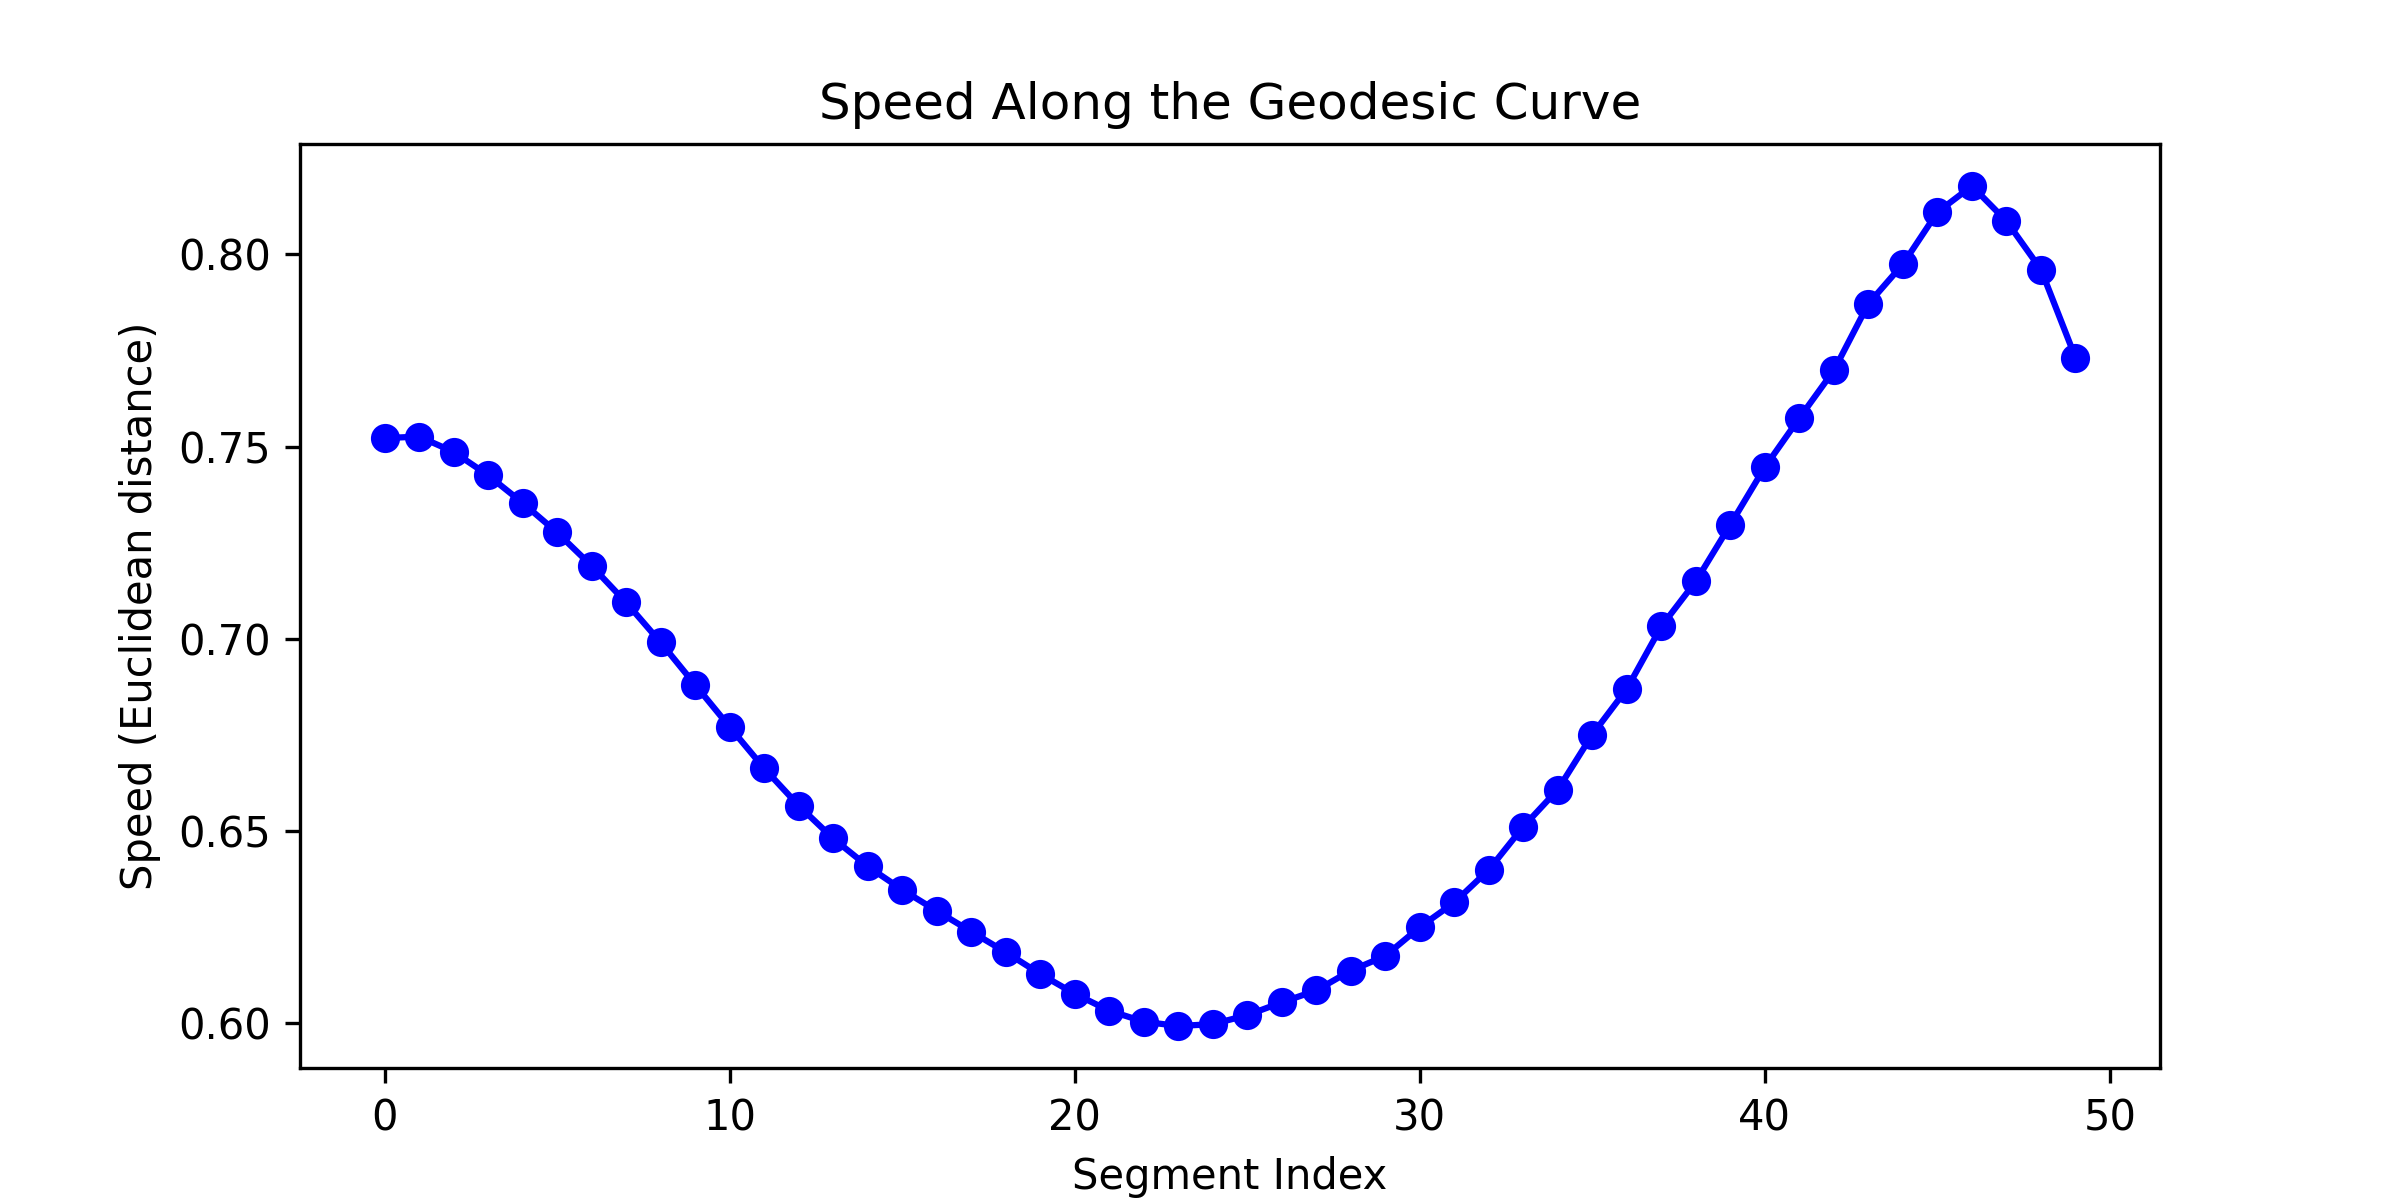 Speed Along the Geodesic Curve
Speed (Euclidean distance)
0.80
0.75
0.70
0.65
0.60
0 10 20 30 40 50
Segment Index